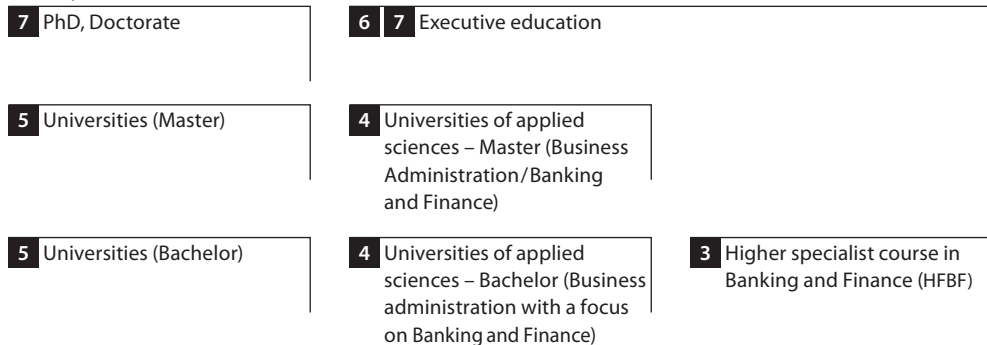 7 PhD, Doctorate
6 7 Executive education
5 Universities (Master)
4 Universities of applied
sciences – Master (Business
Administration/Banking
and Finance)
5 Universities (Bachelor)
4 Universities of applied
sciences – Bachelor (Business
administration with a focus
on Banking and Finance)
3 Higher specialist course in
Banking and Finance (HFBF)